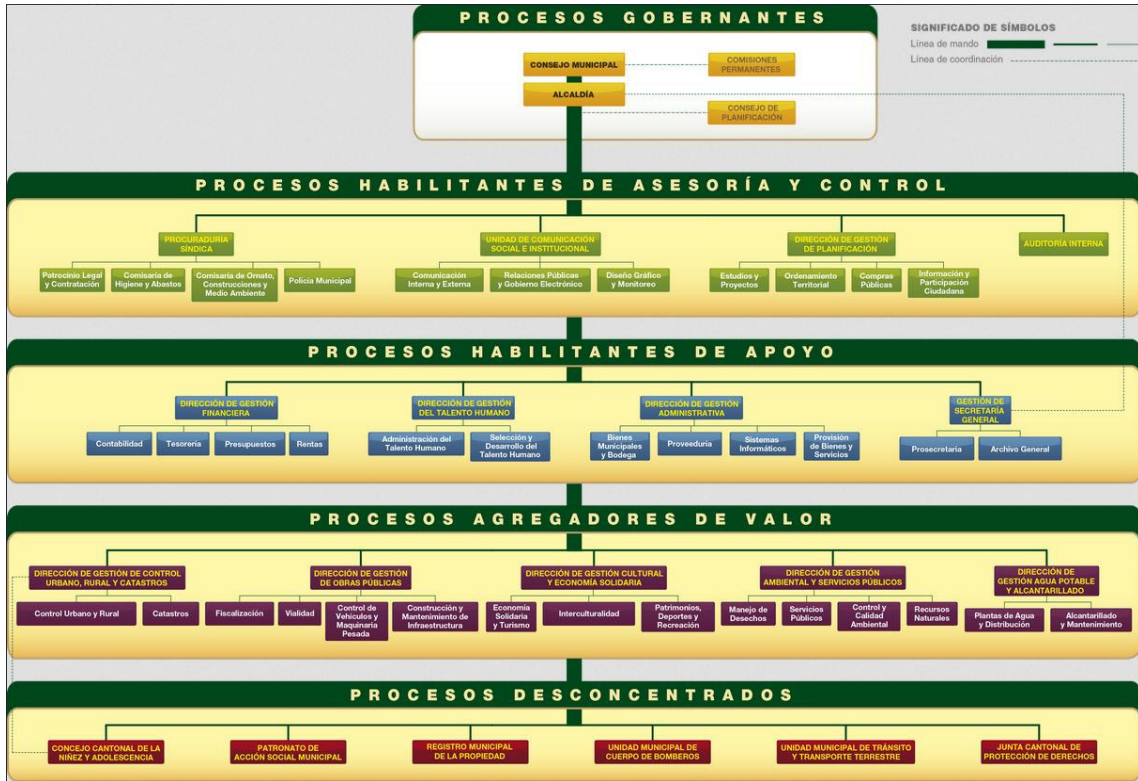 PROCESOS GOBERNANTES
SIGNIFICADO DE SÍMBOLOS
Línea de mando
Línea de coordinación
CONSEJO MUNICIPAL
COMISIONES
PERMANENTES
ALCALDÍA
CONSEJO DE
PLANIFICACIÓN
PROCESOS HABILITANTES DE ASESORÍA Y CONTROL
PROCURADURÍA
SÍNDICA
UNIDAD DE COMUNICACIÓN
SOCIAL E INSTITUCIONAL
DIRECCIÓN DE GESTIÓN
DE PLANIFICACIÓN
AUDITORÍA INTERNA
Patrocinio Legal
y Contratación
Comisaría de
Higiene y Abastos
Comisaría de Ornato,
Construcciones y
Medio Ambiente
Policía Municipal
Comunicación
Interna y Externa
Relaciones Públicas
y Gobierno Electrónico
Diseño Gráfico
y Monitoreo
Estudios y
Proyectos
Ordenamiento
Territorial
Compras
Públicas
Información y
Participación
Ciudadana
PROCESOS HABILITANTES DE APOYO
DIRECCIÓN DE GESTIÓN
FINANCIERA
DIRECCIÓN DE GESTIÓN
DEL TALENTO HUMANO
DIRECCIÓN DE GESTIÓN
ADMINISTRATIVA
GESTIÓN DE
SECRETARÍA
GENERAL
Contabilidad
Tesorería
Presupuestos
Rentas
Administración del
Talento Humano
Selección y
Desarrollo del
Talento Humano
Bienes
Municipales
y Bodega
Proveeduría
Sistemas
Informáticos
Provisión
de Bienes y
Servicios
Prosecretaría
Archivo General
PROCESOS AGREGADORES DE VALOR
DIRECCIÓN DE GESTIÓN DE CONTROL
URBANO, RURAL Y CATASTROS
DIRECCIÓN DE GESTIÓN
DE OBRAS PÚBLICAS
DIRECCIÓN DE GESTIÓN CULTURAL
Y ECONOMÍA SOLIDARIA
DIRECCIÓN DE GESTIÓN
AMBIENTAL Y SERVICIOS PÚBLICOS
DIRECCIÓN DE
GESTIÓN AGUA POTABLE
Y ALCANTARILLADO
Control Urbano y Rural
Catastros
Fiscalización
Vialidad
Control de
Vehículos y
Maquinaria
Pesada
Construcción y
Mantenimiento de
Infraestructura
Economía
Solidaria
y Turismo
Interculturalidad
Patrimonios,
Deportes y
Recreación
Manejo de
Desechos
Servicios
Públicos
Control y
Calidad
Ambiental
Recursos
Naturales
Plantas de Agua
y Distribución
Alcantarillado
y Mantenimiento
PROCESOS DESCONCENTRADOS
CONCEJO CANTONAL DE LA
NIÑEZ Y ADOLESCENCIA
PATRONATO DE
ACCIÓN SOCIAL MUNICIPAL
REGISTRO MUNICIPAL
DE LA PROPIEDAD
UNIDAD MUNICIPAL DE
CUERPO DE BOMBEROS
UNIDAD MUNICIPAL DE TRÁNSITO
Y TRANSPORTE TERRESTRE
JUNTA CANTONAL DE
PROTECCIÓN DE DERECHOS